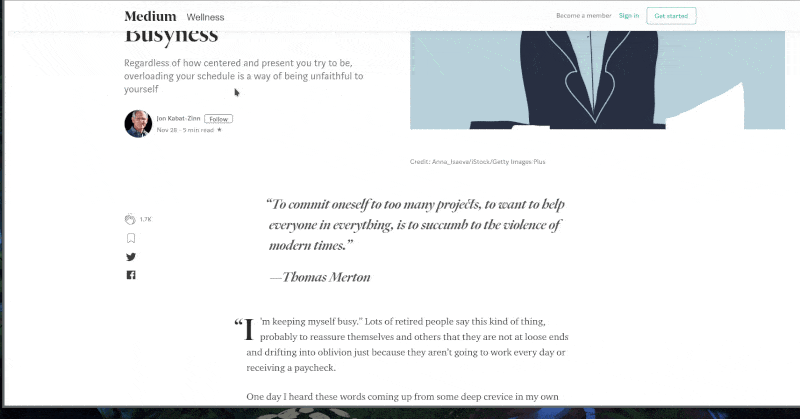 Medium Wellness Become a member Sign in Get started
Busyness
Regardless of how centered and present you try to be,
overloading your schedule is a way of being unfaithful to
yourself
Jon Kabat-Zinn Follow
Nov 28 · 9 min read
Credit: Anna_Isaeva/iStock/Getty Images Plus
“To commit oneself to too many projects, to want to help
everyone in everything, is to succumb to the violence of
modern times.”
—Thomas Merton
1.7K
“I ’m keeping myself busy.” Lots of retired people say this kind of thing,
probably to reassure themselves and others that they are not at loose ends
and drifting into oblivion just because they aren’t going to work every day or
receiving a paycheck.
One day I heard these words coming up from some deep crevice in my own